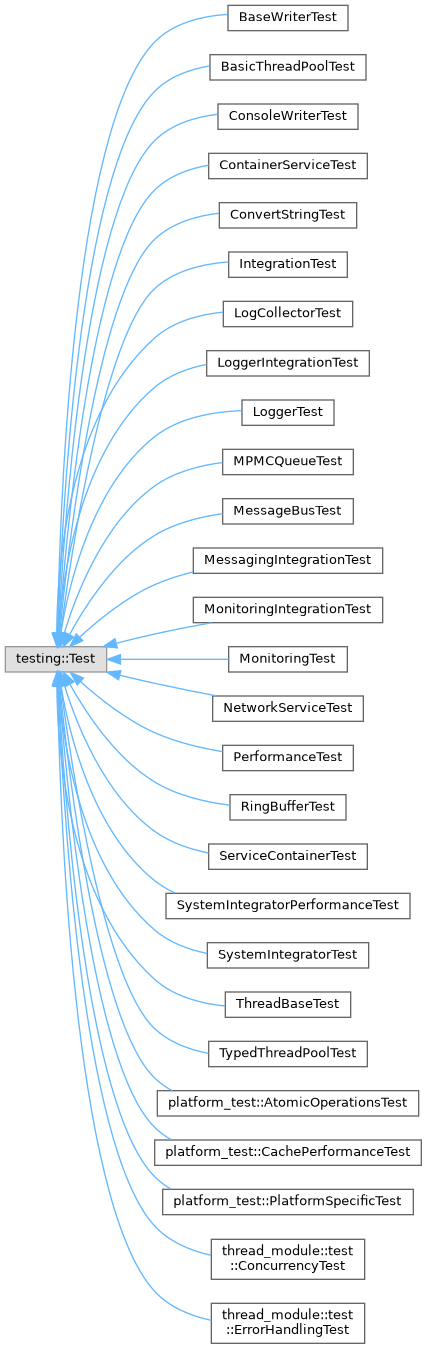 BaseWriterTest
BasicThreadPoolTest
ConsoleWriterTest
ContainerServiceTest
ConvertStringTest
IntegrationTest
LogCollectorTest
LoggerIntegrationTest
LoggerTest
MPMCQueueTest
MessageBusTest
MessagingIntegrationTest
MonitoringIntegrationTest
testing::Test
MonitoringTest
NetworkServiceTest
PerformanceTest
RingBufferTest
ServiceContainerTest
SystemIntegratorPerformanceTest
SystemIntegratorTest
ThreadBaseTest
TypedThreadPoolTest
platform_test::AtomicOperationsTest
platform_test::CachePerformanceTest
platform_test::PlatformSpecificTest
thread_module::test
::ConcurrencyTest
thread_module::test
::ErrorHandlingTest